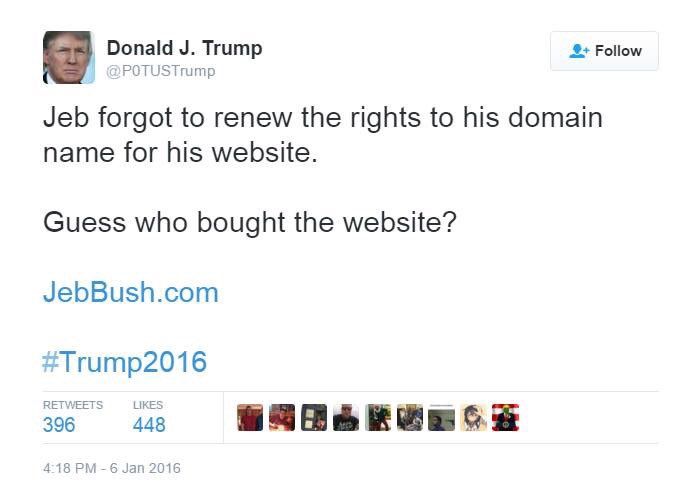 Donald J. Trump
@P0TUSTrump
Follow
Jeb forgot to renew the rights to his domain
name for his website.
Guess who bought the website?
JebBush.com
#Trump2016
RETWEETS LIKES
396 448
4:18 PM - 6 Jan 2016